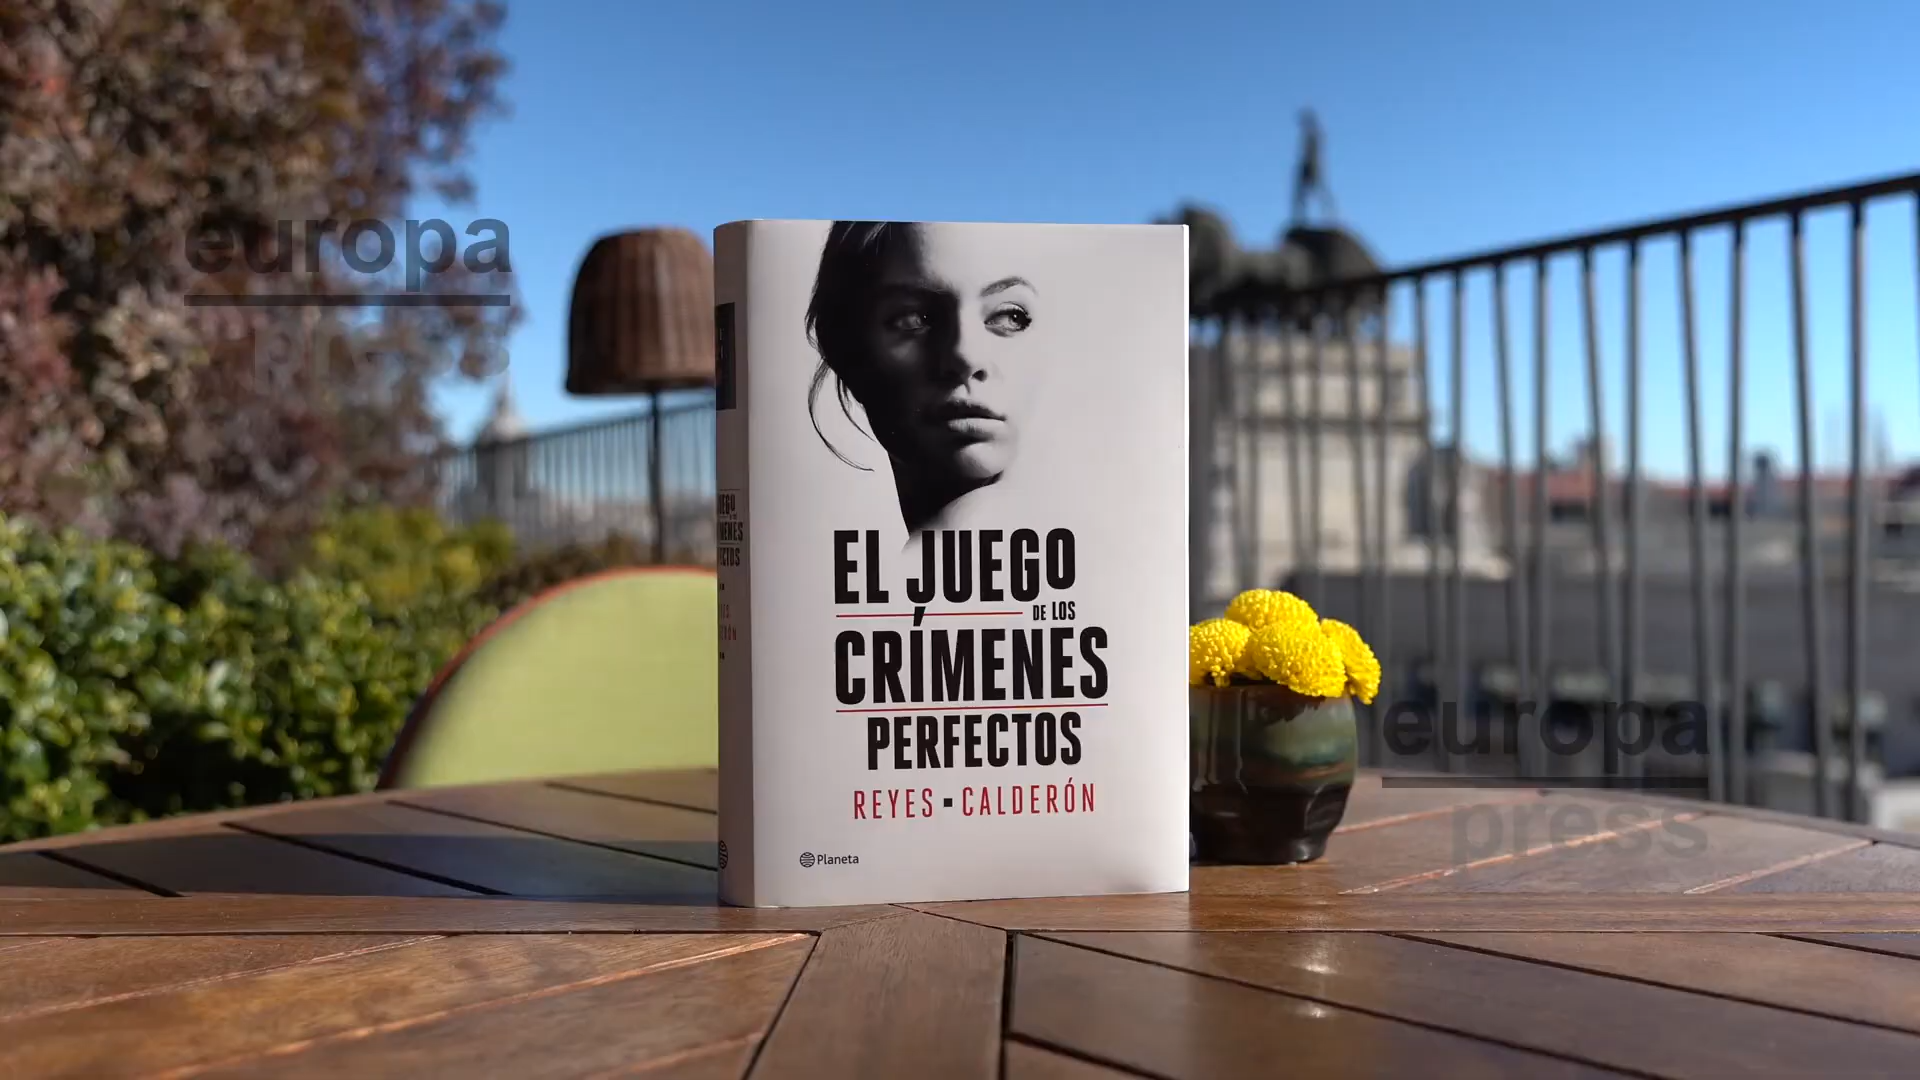 europa
press
EL JUEGO
DE LOS
CRÍMENES
PERFECTOS
REYES ▪ CALDERÓN
Planeta
europa
press